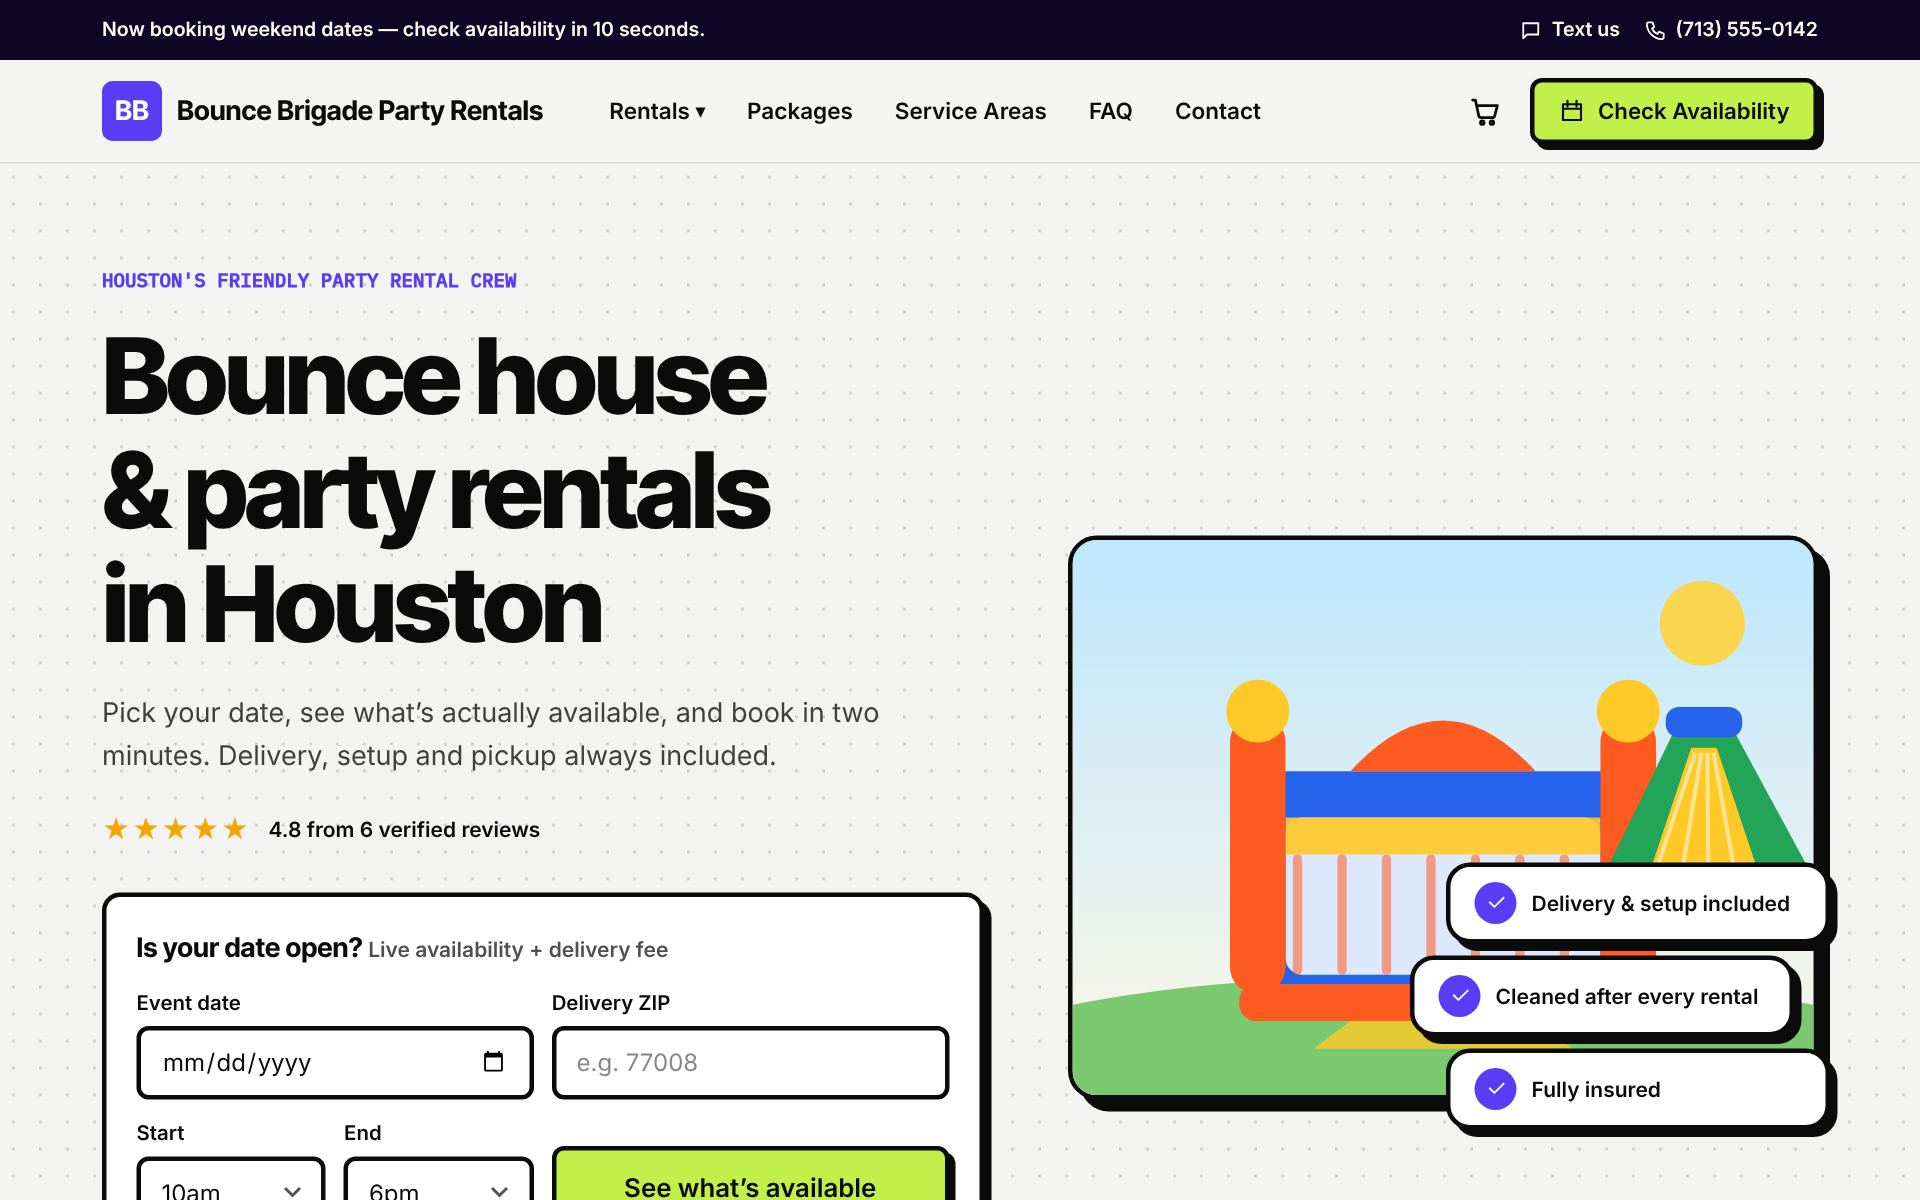 Now booking weekend dates — check availability in 10 seconds.
Text us
(713) 555-0142
BB
Bounce Brigade Party Rentals
Rentals ▾
Packages
Service Areas
FAQ
Contact
Check Availability
HOUSTON'S FRIENDLY PARTY RENTAL CREW
Bounce house
& party rentals
in Houston
Pick your date, see what’s actually available, and book in two
minutes. Delivery, setup and pickup always included.
★★★★★ 4.8 from 6 verified reviews
Is your date open? Live availability + delivery fee
Event date
Delivery ZIP
mm/dd/yyyy
e.g. 77008
Start
End
10am
6pm
See what’s available
Delivery & setup included
Cleaned after every rental
Fully insured